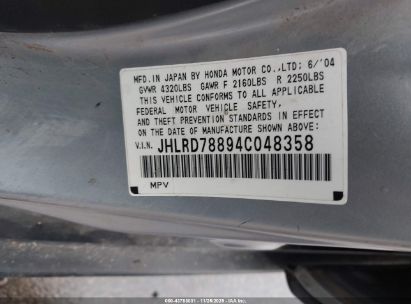 MFD.IN JAPAN BY HONDA MOTOR CO.,LTD; 6/'04
GVWR 4320LBS GAWR F 2160LBS R 2250LBS
THIS VEHICLE CONFORMS TO ALL APPLICABLE
FEDERAL MOTOR VEHICLE SAFETY,
AND THEFT PREVENTION STANDARDS IN EFFECT
ON THE DATE OF MANUFACTURE SHOWN ABOVE.
V.I.N. JHLRD78894C048358
MPV